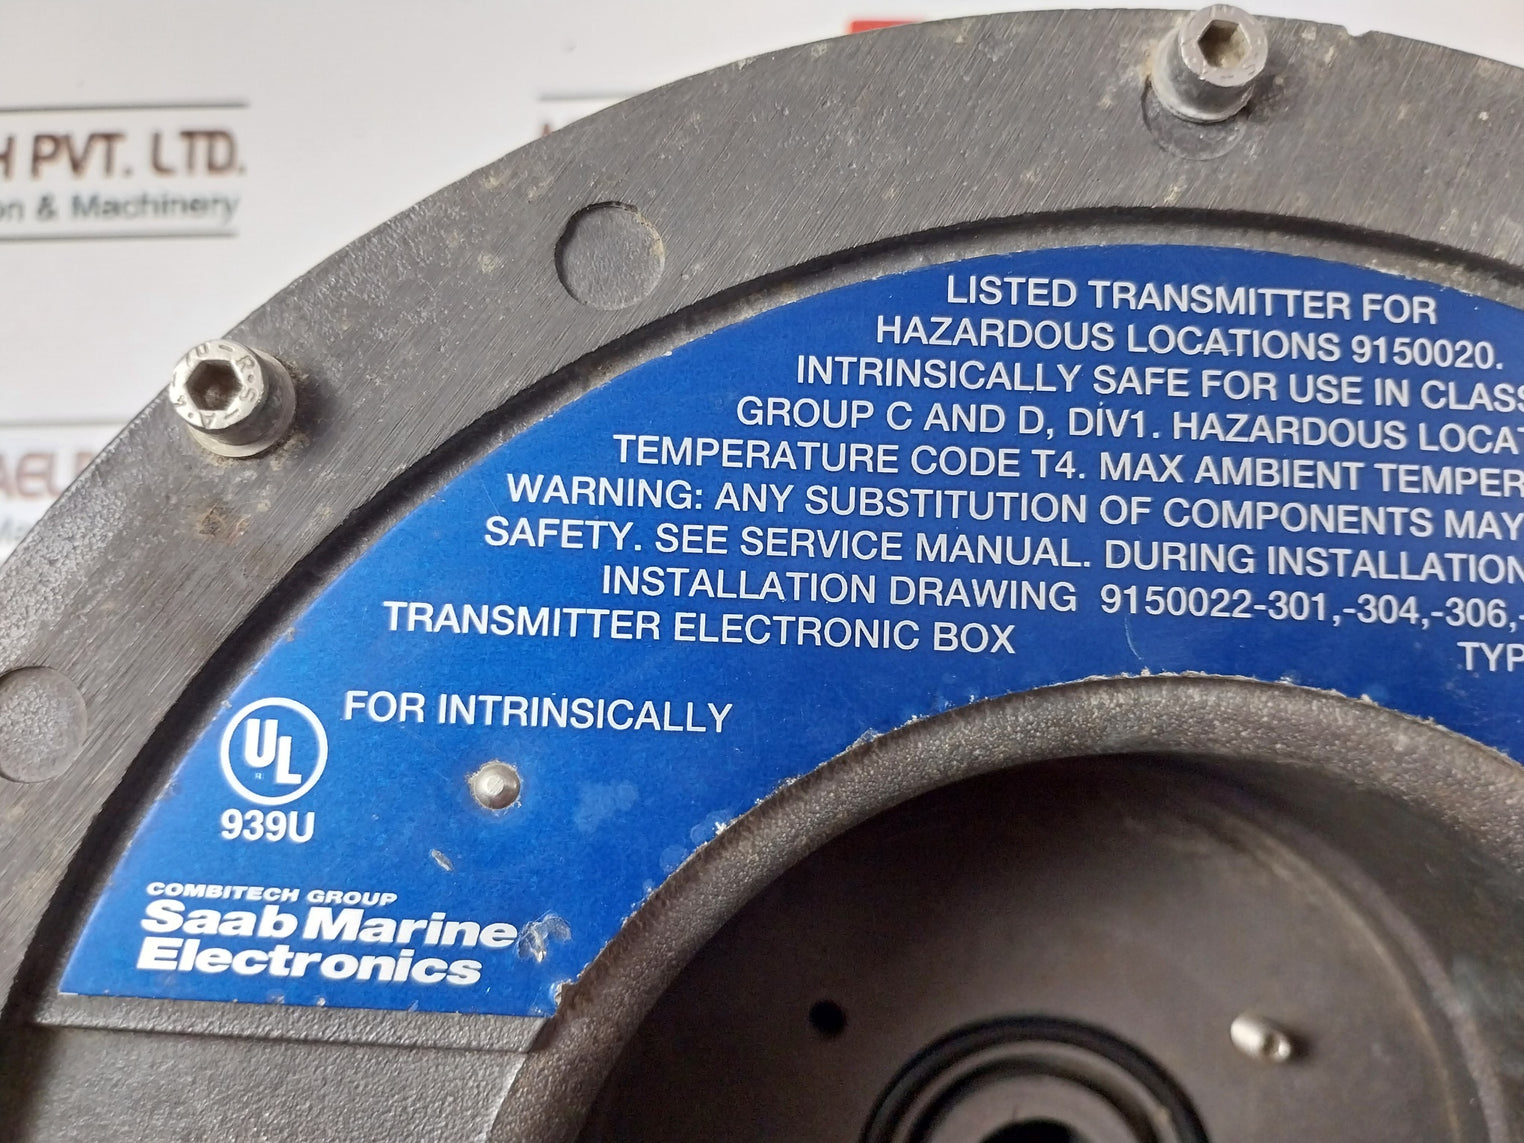 H PVT. LTD.
on & Machinery
LISTED TRANSMITTER FOR
HAZARDOUS LOCATIONS 9150020.
INTRINSICALLY SAFE FOR USE IN CLASS
GROUP C AND D, DIV1. HAZARDOUS LOCAT
TEMPERATURE CODE T4. MAX AMBIENT TEMPER
WARNING: ANY SUBSTITUTION OF COMPONENTS MAY
SAFETY. SEE SERVICE MANUAL. DURING INSTALLATION
INSTALLATION DRAWING 9150022-301,-304,-306,-
TRANSMITTER ELECTRONIC BOX
TYP
FOR INTRINSICALLY
UL
939U
COMBITECH GROUP
Saab Marine
Electronics